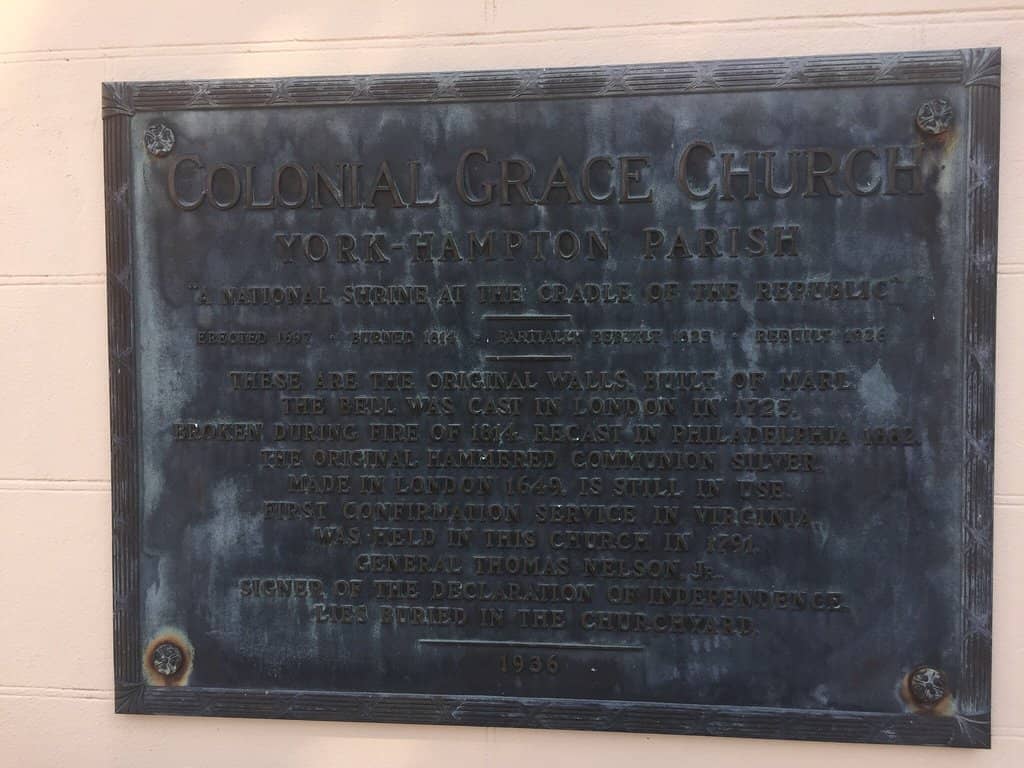 COLONIAL GRACE CHURCH
YORK-HAMPTON PARISH
"A NATIONAL SHRINE AT THE CRADLE OF THE REPUBLIC"
ERECTED 1697 · BURNED 1814 · PARTIALLY REBUILT 1825 · REBUILT 1926
THESE ARE THE ORIGINAL WALLS, BUILT OF MARL.
THE BELL WAS CAST IN LONDON IN 1725.
BROKEN DURING FIRE OF 1814. RECAST IN PHILADELPHIA 1882.
THE ORIGINAL HAMMERED COMMUNION SILVER,
MADE IN LONDON 1649, IS STILL IN USE.
FIRST CONFIRMATION SERVICE IN VIRGINIA
WAS HELD IN THIS CHURCH IN 1791.
GENERAL THOMAS NELSON, JR.,
SIGNER OF THE DECLARATION OF INDEPENDENCE,
LIES BURIED IN THE CHURCHYARD.
1936